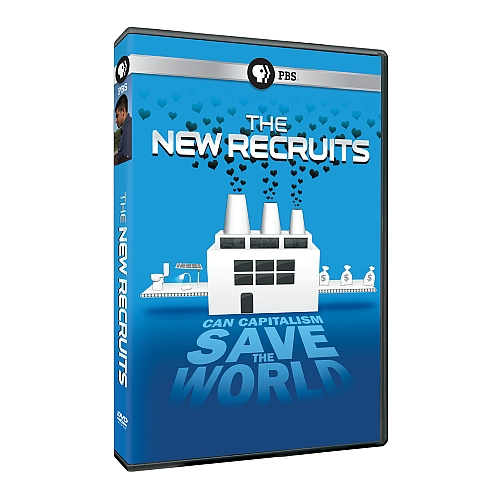 PBS
THE
NEW RECRUITS
$ $ $
CAN CAPITALISM
SAVE
THE
WORLD
PBS
THE NEW RECRUITS
DVD